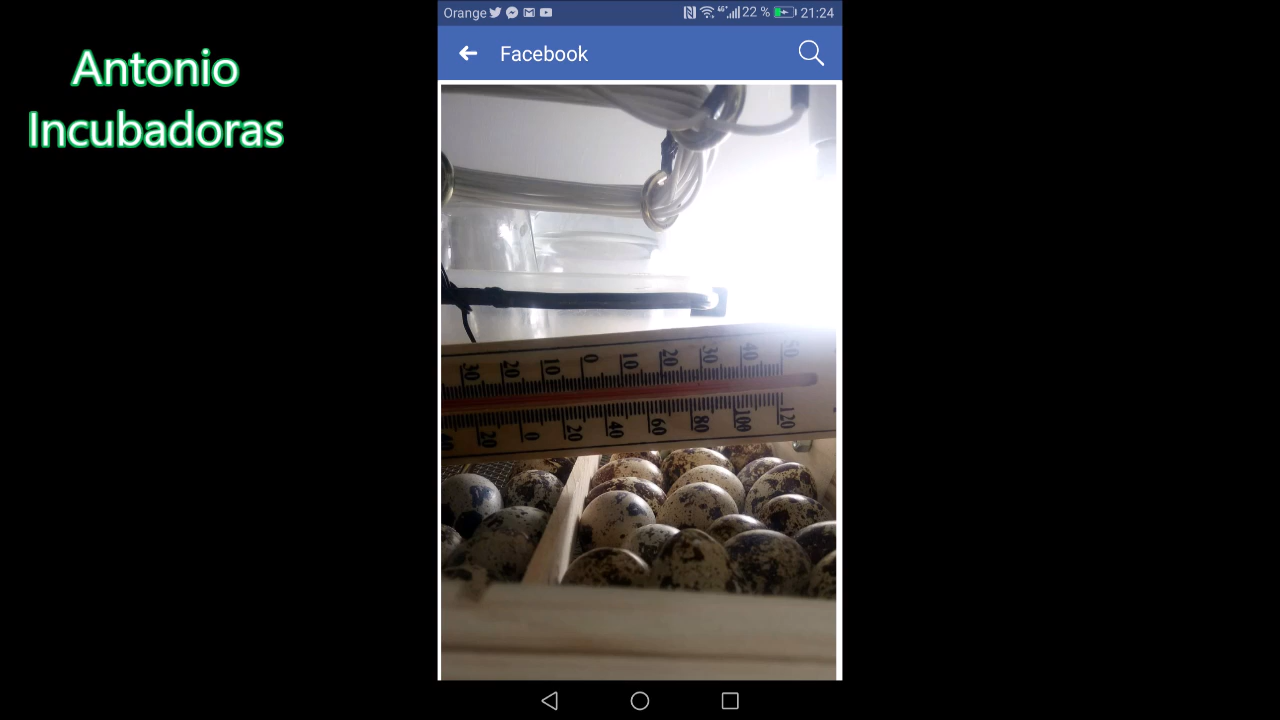 Antonio
Incubadoras
Orange 22 % 21:24
Facebook
30 20 10 0 10 20 30 40 50
20 0 20 40 60 80 100 120